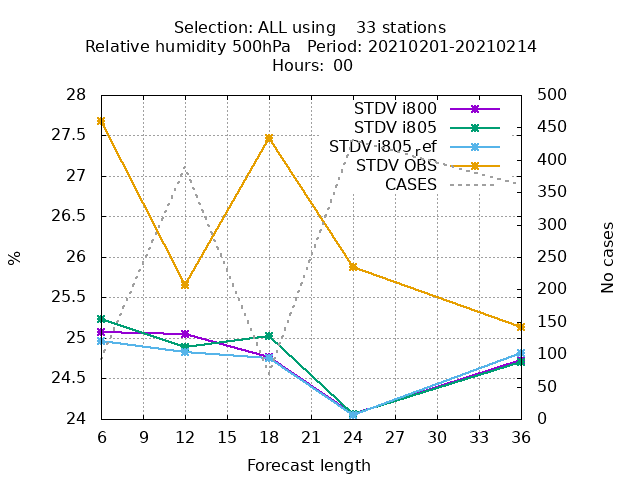 Selection: ALL using    33 stations
Relative humidity 500hPa   Period: 20210201-20210214
Hours:  00
28
27.5
27
26.5
26
25.5
25
24.5
24
%
500
450
400
350
300
250
200
150
100
50
0
No cases
STDV i800
STDV i805
STDV i805_ref
STDV OBS
CASES
6 9 12 15 18 21 24 27 30 33 36
Forecast length